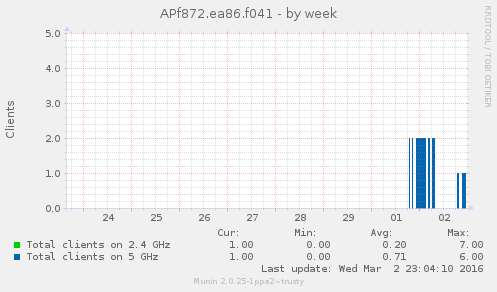 APf872.ea86.f041 - by week
RRDTOOL / TOBI OETIKER
Clients
5.0
4.0
3.0
2.0
1.0
0.0
24 25 26 27 28 29 01 02
Cur: Min: Avg: Max:
Total clients on 2.4 GHz 1.00 0.00 0.20 7.00
Total clients on 5 GHz 1.00 0.00 0.71 6.00
Last update: Wed Mar 2 23:04:10 2016
Munin 2.0.25-1ppa2~trusty